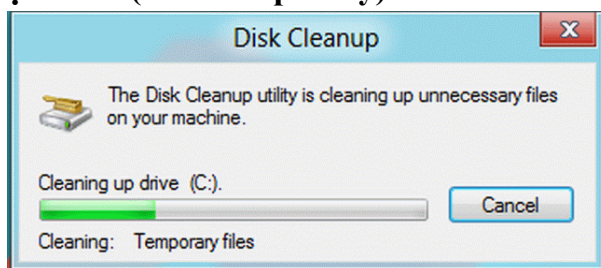 Disk Cleanup
The Disk Cleanup utility is cleaning up unnecessary files
on your machine.
Cleaning up drive (C:).
Cancel
Cleaning: Temporary files